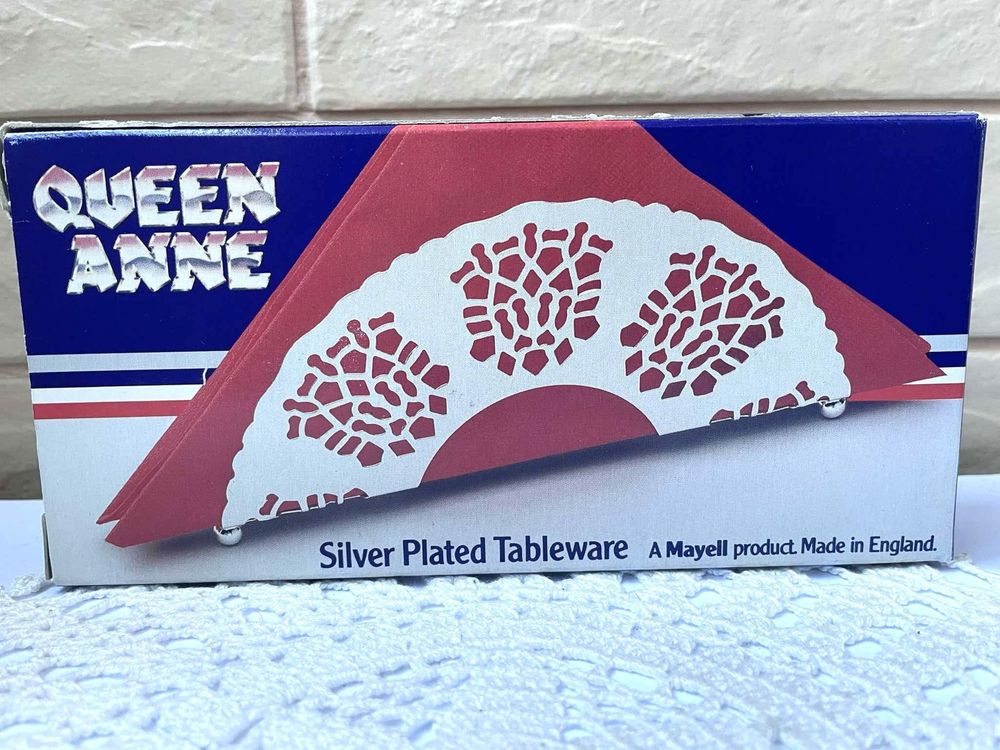 QUEEN
ANNE
Silver Plated Tableware A Mayell product. Made in England.